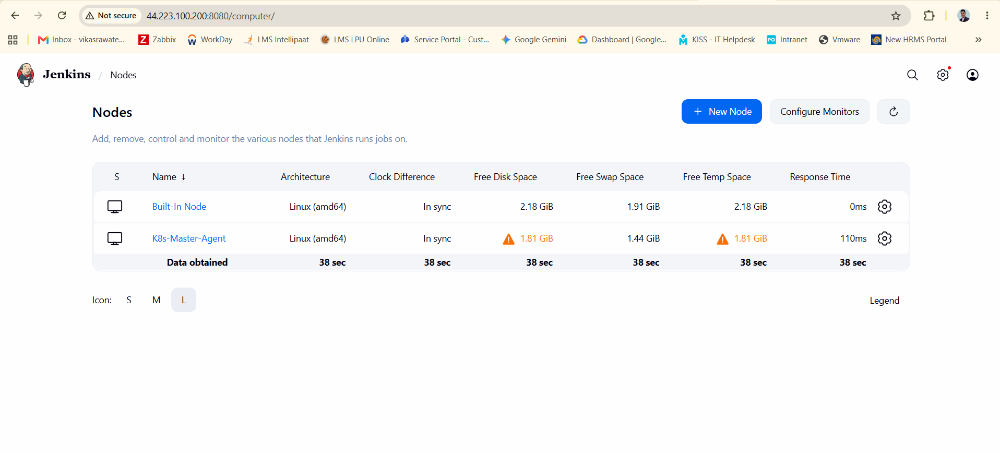 Not secure 44.223.100.200:8080/computer/
Inbox - vikasrawate... Zabbix WorkDay LMS Intellipaat LMS LPU Online Service Portal - Cust... Google Gemini Dashboard | Google... KISS - IT Helpdesk PO Intranet Vmware New HRMS Portal »
Jenkins / Nodes
Nodes
+ New Node Configure Monitors
Add, remove, control and monitor the various nodes that Jenkins runs jobs on.
S Name ↓ Architecture Clock Difference Free Disk Space Free Swap Space Free Temp Space Response Time
Built-In Node Linux (amd64) In sync 2.18 GiB 1.91 GiB 2.18 GiB 0ms
K8s-Master-Agent Linux (amd64) In sync 1.81 GiB 1.44 GiB 1.81 GiB 110ms
Data obtained 38 sec 38 sec 38 sec 38 sec 38 sec 38 sec
Icon: S M L Legend